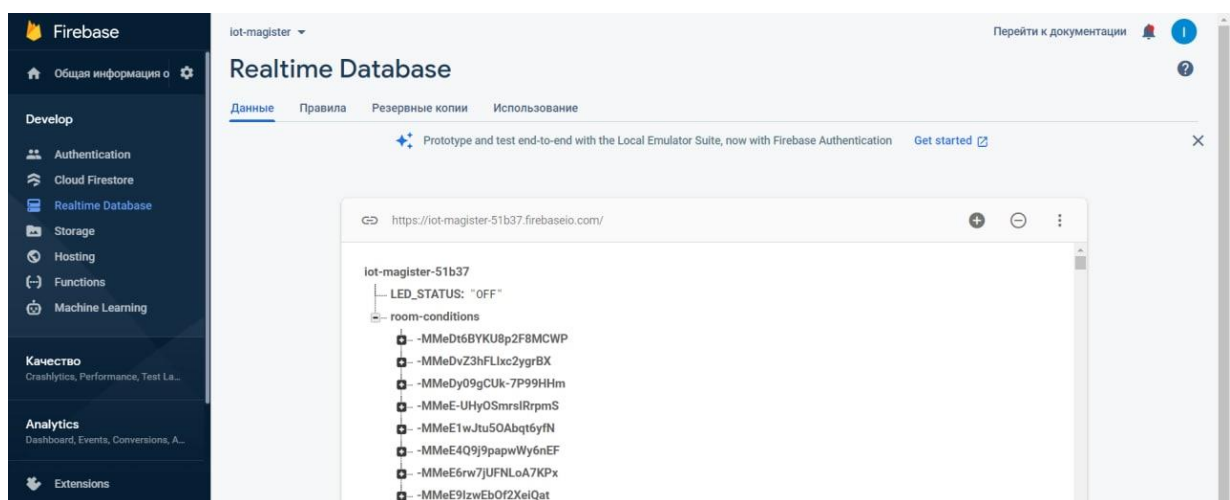 Firebase
Общая информация о
Develop
Authentication
Cloud Firestore
Realtime Database
Storage
Hosting
Functions
Machine Learning
Качество
Crashlytics, Performance, Test La...
Analytics
Dashboard, Events, Conversions, A...
Extensions
iot-magister
Перейти к документации
I
Realtime Database
Данные Правила Резервные копии Использование
Prototype and test end-to-end with the Local Emulator Suite, now with Firebase Authentication Get started
https://iot-magister-51b37.firebaseio.com/
iot-magister-51b37
LED_STATUS: "OFF"
room-conditions
-MMeDt6BYKU8p2F8MCWP
-MMeDvZ3hFLIxc2ygrBX
-MMeDy09gCUk-7P99HHm
-MMeE-UHyOSmrsIRrpmS
-MMeE1wJtu5OAbqt6yfN
-MMeE4Q9j9papwWy6nEF
-MMeE6rw7jUFNLoA7KPx
-MMeE9IzwEbOf2XeiQat